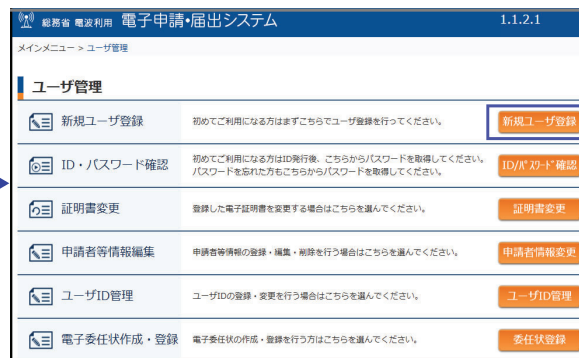 総務省 電波利用 電子申請・届出システム 1.1.2.1
メインメニュー > ユーザ管理
ユーザ管理
新規ユーザ登録 初めてご利用になる方はまずこちらでユーザ登録を行ってください。 新規ユーザ登録
ID・パスワード確認 初めてご利用になる方はID発行後、こちらからパスワードを取得してください。 ID/パスワード確認
パスワードを忘れた方もこちらからパスワードを取得してください。
証明書変更 登録した電子証明書を変更する場合はこちらを選んでください。 証明書変更
申請者等情報編集 申請者等情報の登録・編集・削除を行う場合はこちらを選んでください。 申請者情報変更
ユーザID管理 ユーザIDの登録・変更を行う場合はこちらを選んでください。 ユーザID管理
電子委任状作成・登録 電子委任状の作成・登録を行う方はこちらを選んでください。 委任状登録